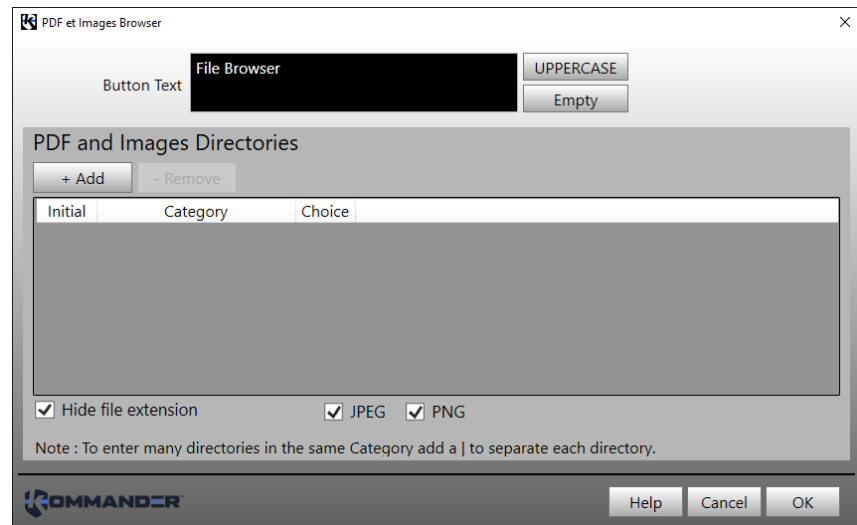 PDF et Images Browser
Button Text
File Browser
UPPERCASE
Empty
PDF and Images Directories
+ Add
- Remove
Initial Category Choice
Hide file extension
JPEG
PNG
Note : To enter many directories in the same Category add a | to separate each directory.
KOMMANDER
Help
Cancel
OK